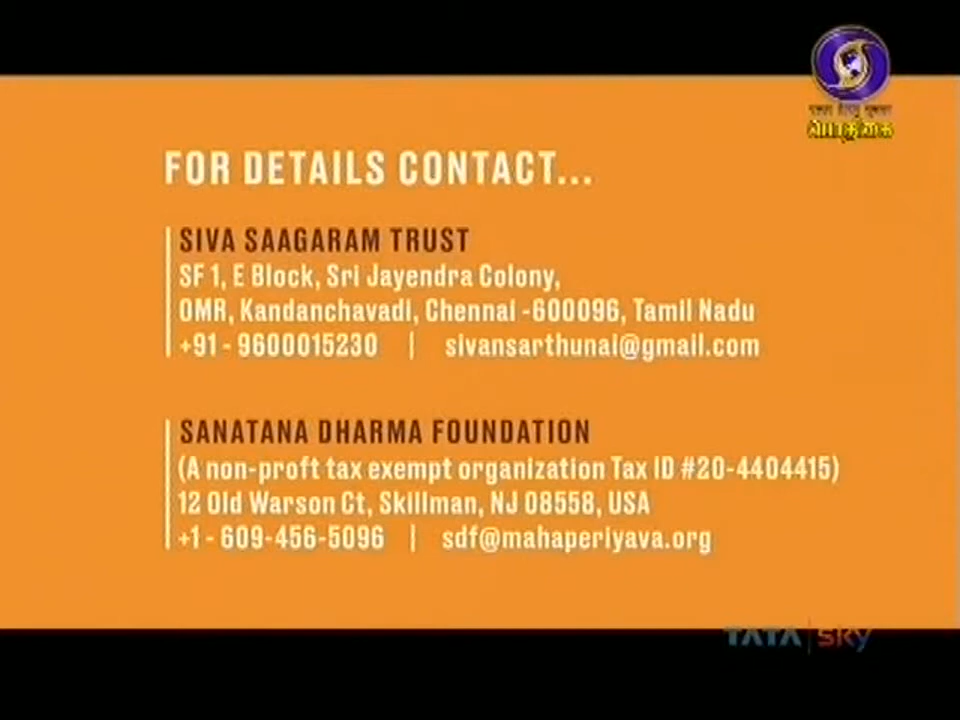 பொதிகை
FOR DETAILS CONTACT...
SIVA SAAGARAM TRUST
SF 1, E Block, Sri Jayendra Colony,
OMR, Kandanchavadi, Chennai -600096, Tamil Nadu
+91 - 9600015230 | sivansarthunai@gmail.com
SANATANA DHARMA FOUNDATION
(A non-proft tax exempt organization Tax ID #20-4404415)
12 Old Warson Ct, Skillman, NJ 08558, USA
+1 - 609-456-5096 | sdf@mahaperiyava.org
TATA | sky